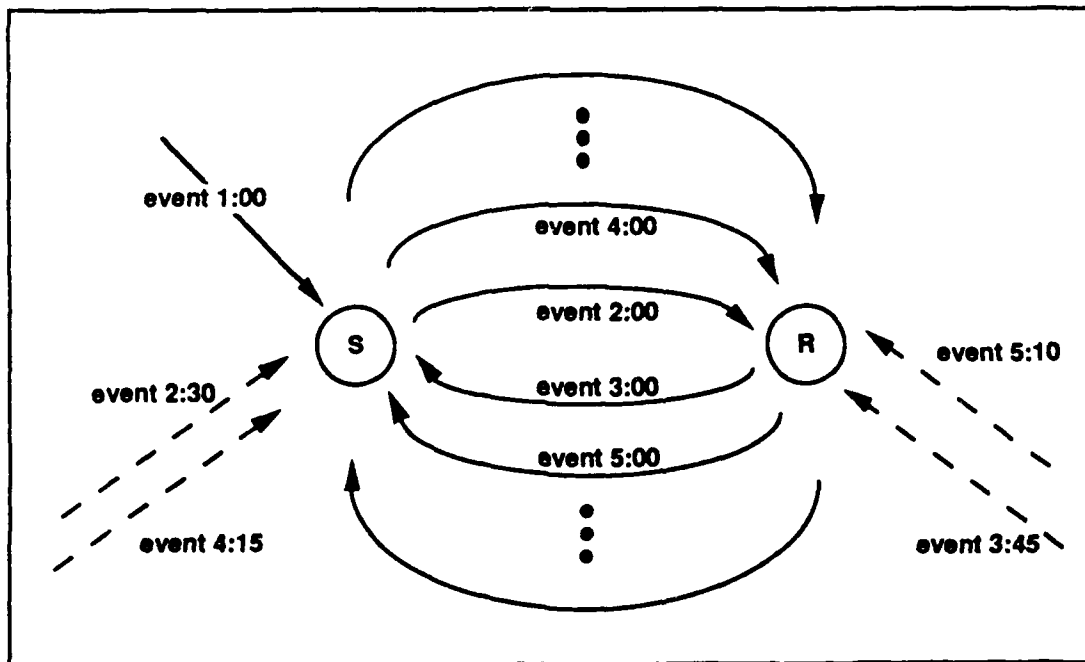 event 1:00
event 4:00
event 2:00
S
R
event 5:10
event 2:30
event 3:00
event 5:00
event 4:15
event 3:45